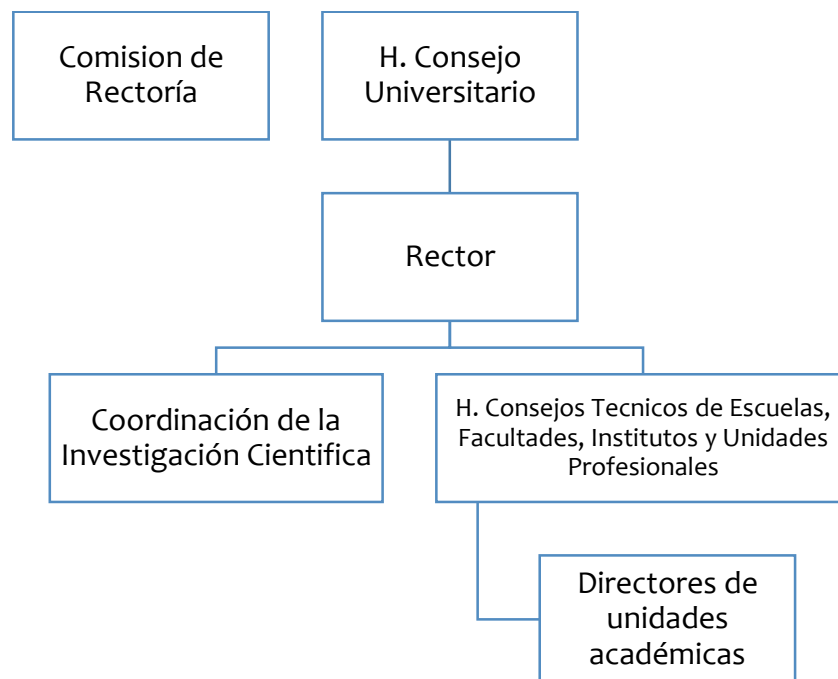 Comision de
Rectoría
H. Consejo
Universitario
Rector
Coordinación de la
Investigación Cientifica
H. Consejos Tecnicos de Escuelas,
Facultades, Institutos y Unidades
Profesionales
Directores de
unidades
académicas